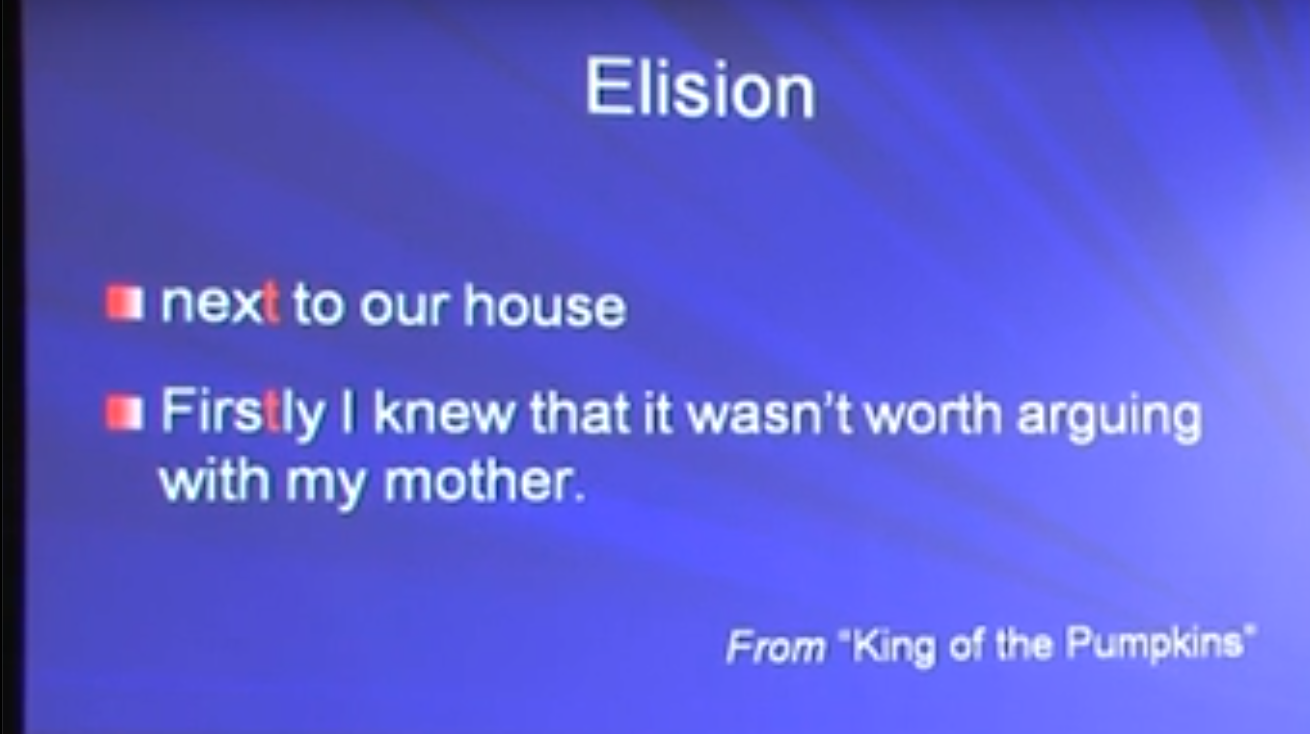 Elision
next to our house
Firstly I knew that it wasn't worth arguing
with my mother.
From "King of the Pumpkins"